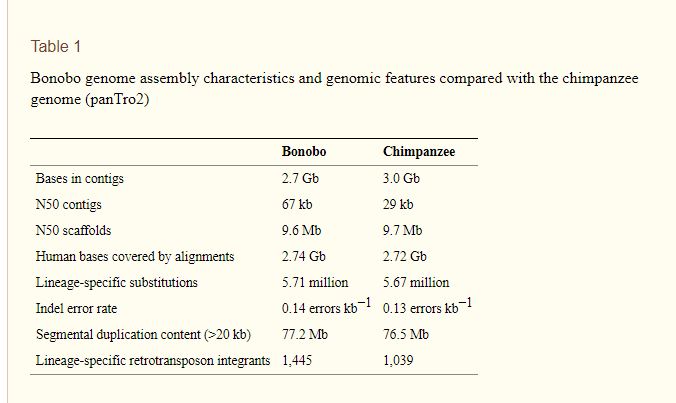 Table 1
Bonobo genome assembly characteristics and genomic features compared with the chimpanzee
genome (panTro2)
Bonobo Chimpanzee
Bases in contigs 2.7 Gb 3.0 Gb
N50 contigs 67 kb 29 kb
N50 scaffolds 9.6 Mb 9.7 Mb
Human bases covered by alignments 2.74 Gb 2.72 Gb
Lineage-specific substitutions 5.71 million 5.67 million
Indel error rate 0.14 errors kb⁻¹ 0.13 errors kb⁻¹
Segmental duplication content (>20 kb) 77.2 Mb 76.5 Mb
Lineage-specific retrotransposon integrants 1,445 1,039